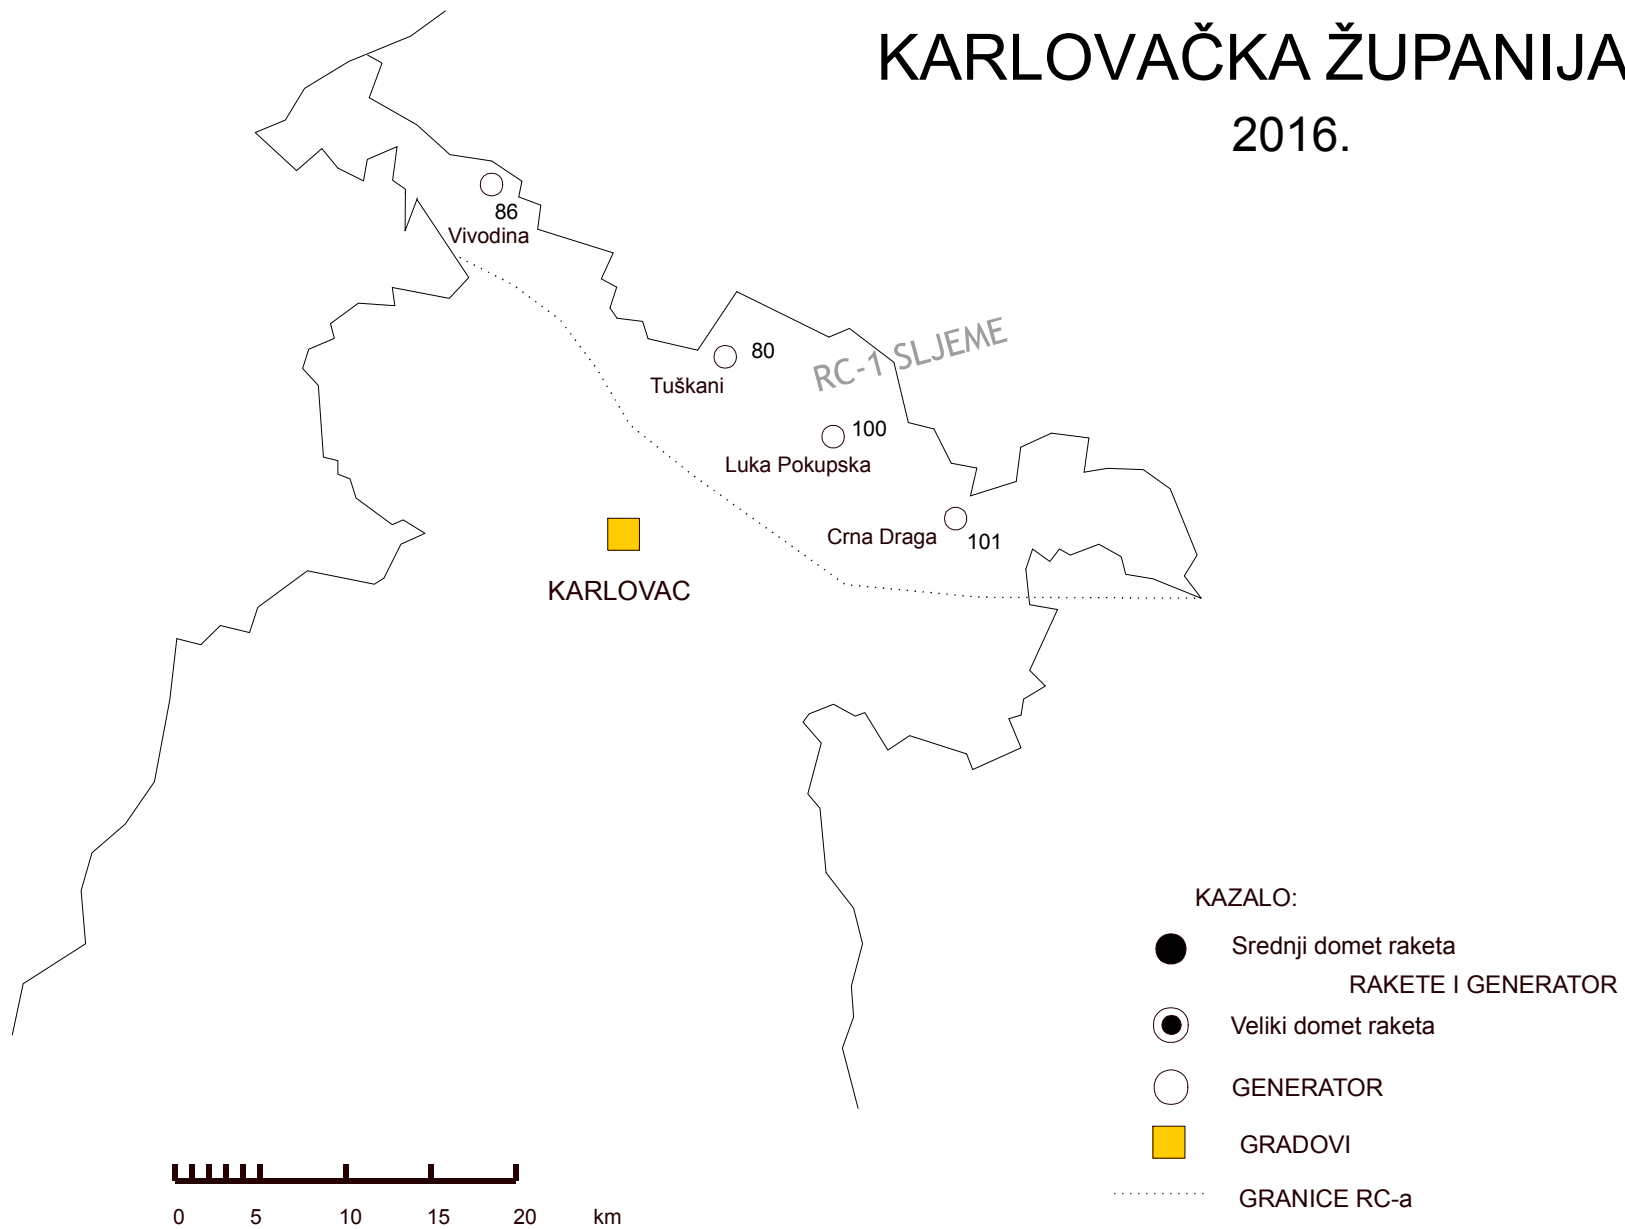 KARLOVAČKA ŽUPANIJA
2016.
86
Vivodina
80
Tuškani
RC-1 SLJEME
100
Luka Pokupska
Crna Draga
101
KARLOVAC
KAZALO:
Srednji domet raketa
RAKETE I GENERATOR
Veliki domet raketa
GENERATOR
GRADOVI
GRANICE RC-a
0 5 10 15 20 km